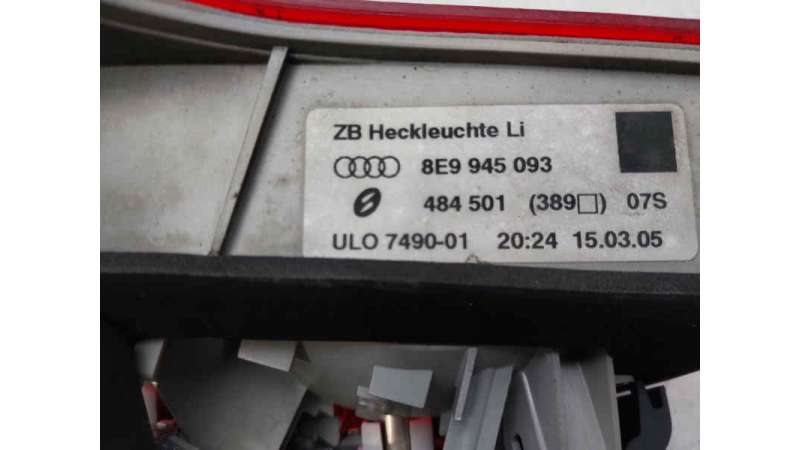 ZB Heckleuchte Li
8E9 945 093
484 501 (389□) 07S
ULO 7490-01 20:24 15.03.05